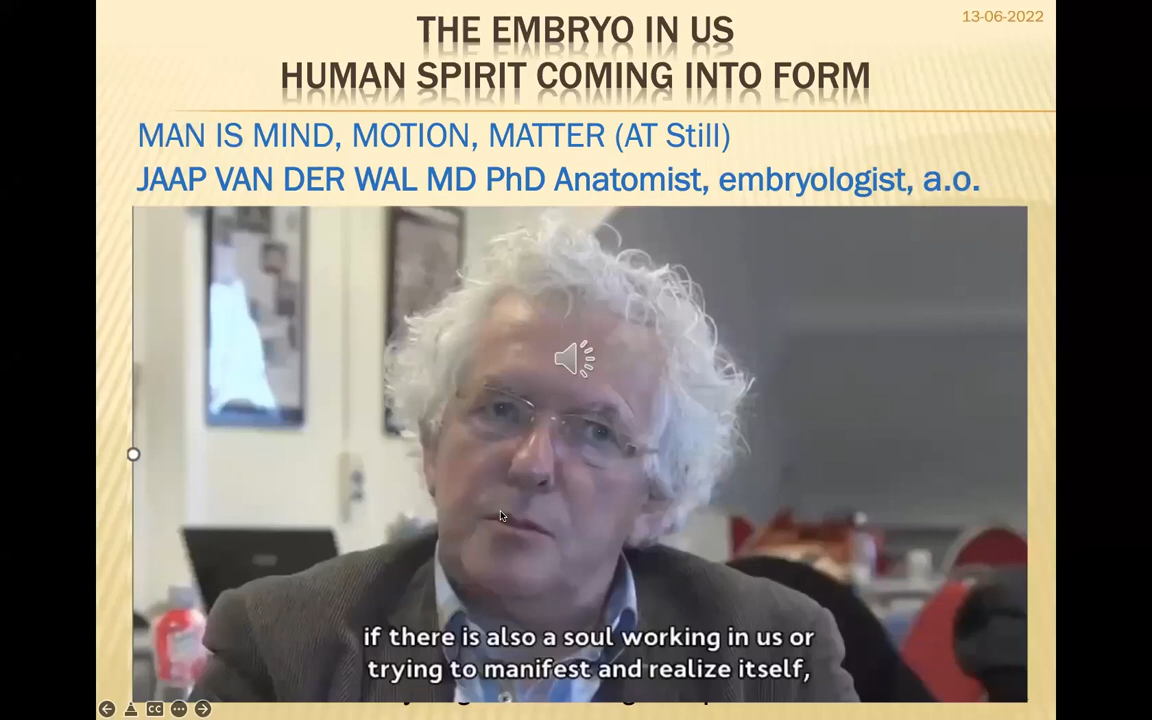 13-06-2022
THE EMBRYO IN US
HUMAN SPIRIT COMING INTO FORM
MAN IS MIND, MOTION, MATTER (AT Still)
JAAP VAN DER WAL MD PhD Anatomist, embryologist, a.o.
if there is also a soul working in us or
trying to manifest and realize itself,
CC